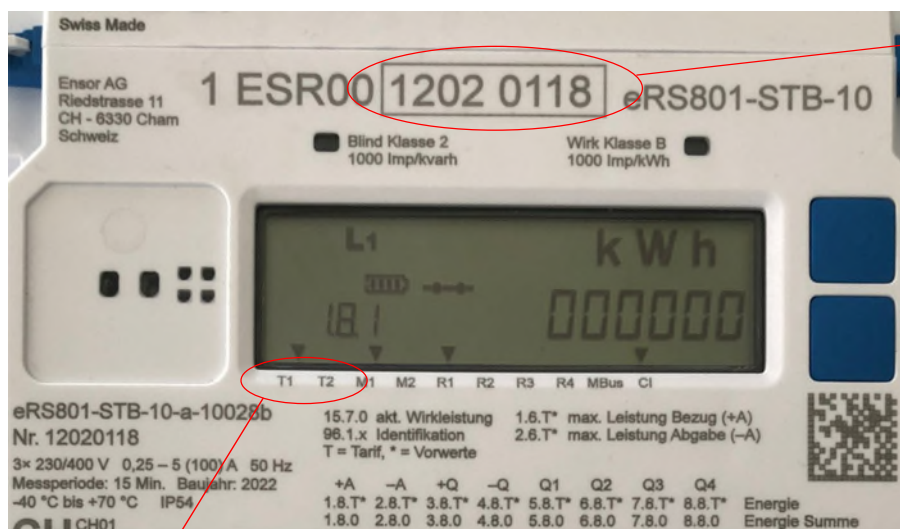 Swiss Made
Ensor AG
Riedstrasse 11
CH - 6330 Cham
Schweiz
1 ESR00 1202 0118 eRS801-STB-10
Blind Klasse 2
1000 Imp/kvarh
Wirk Klasse B
1000 Imp/kWh
L1
kWh
1.8.1 000000
T1 T2 M1 M2 R1 R2 R3 R4 MBus Cl
eRS801-STB-10-a-10028b
Nr. 12020118
3× 230/400 V 0,25 – 5 (100) A 50 Hz
Messperiode: 15 Min. Baujahr: 2022
-40 °C bis +70 °C IP54
CH01
15.7.0 akt. Wirkleistung 1.6.T* max. Leistung Bezug (+A)
96.1.x Identifikation 2.6.T* max. Leistung Abgabe (–A)
T = Tarif, * = Vorwerte
+A –A +Q –Q Q1 Q2 Q3 Q4
1.8.T* 2.8.T* 3.8.T* 4.8.T* 5.8.T* 6.8.T* 7.8.T* 8.8.T* Energie
1.8.0 2.8.0 3.8.0 4.8.0 5.8.0 6.8.0 7.8.0 8.8.0 Energie Summe